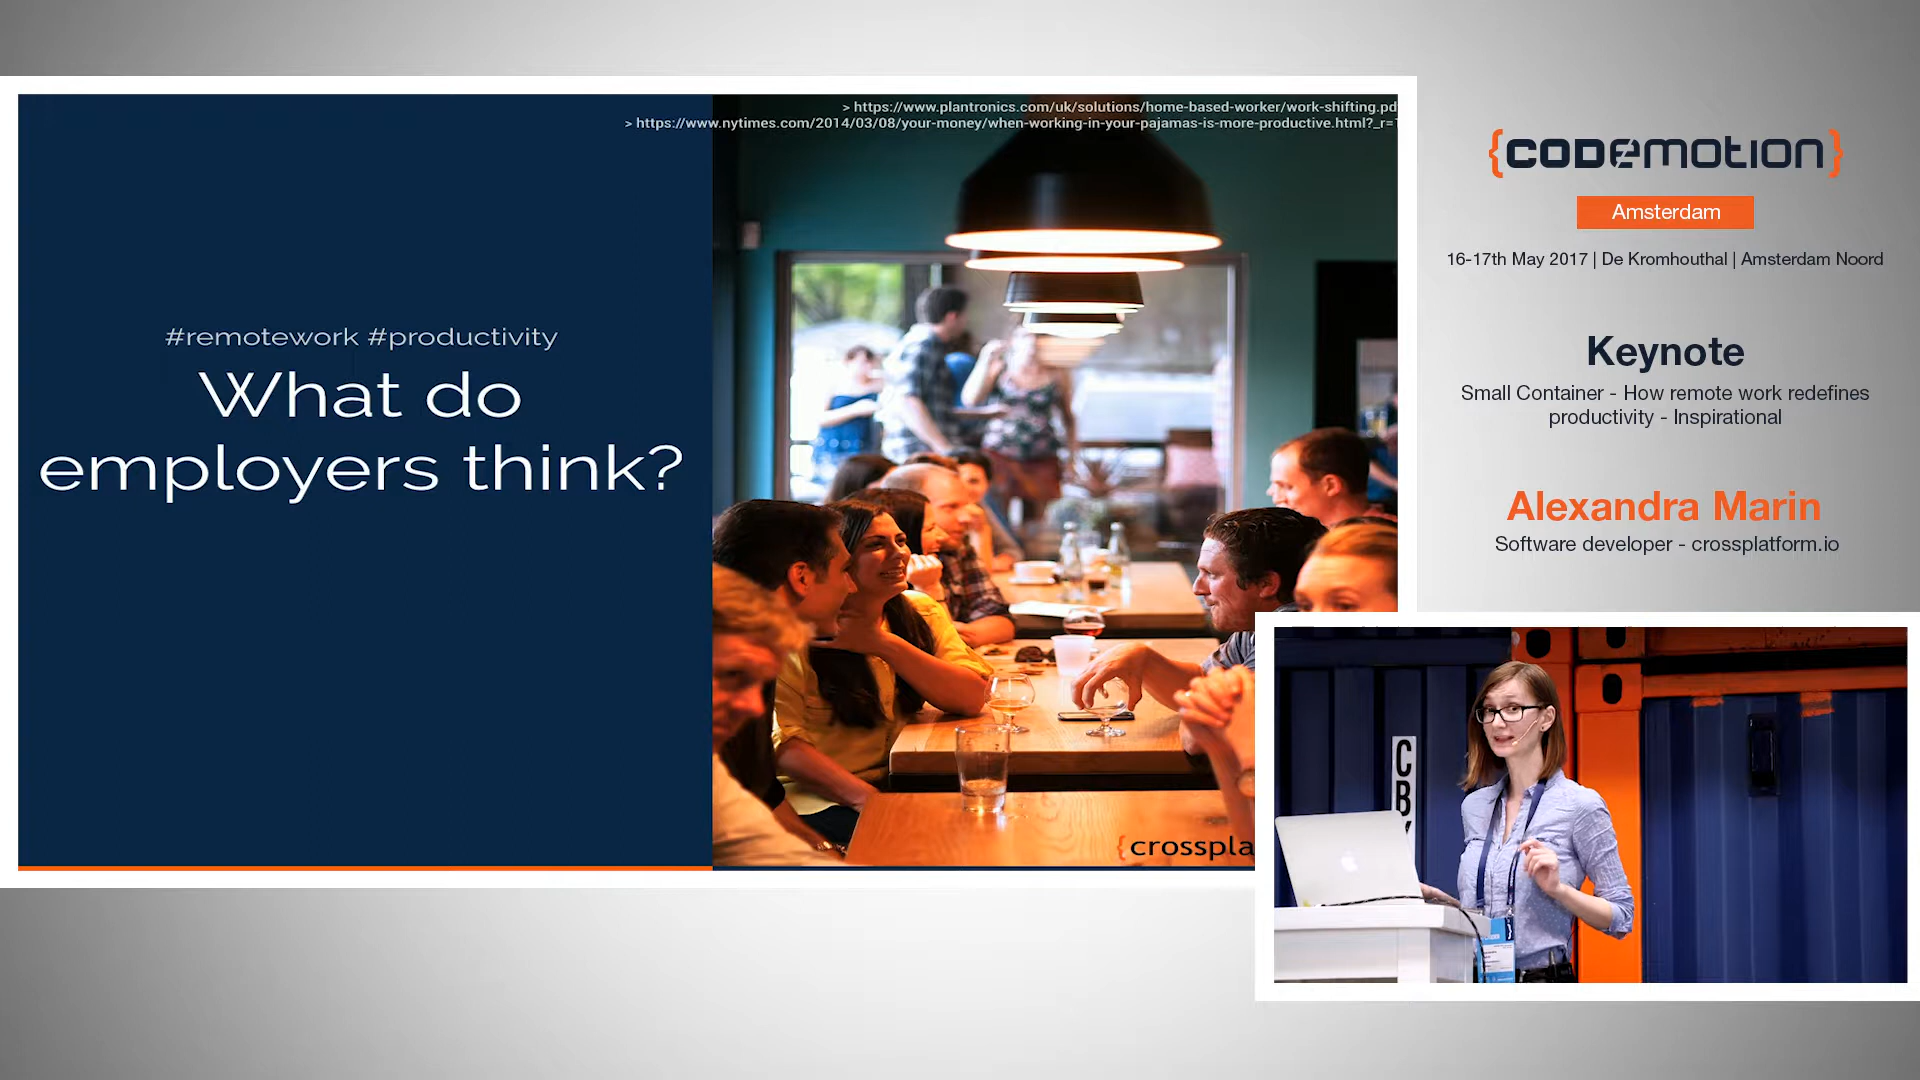 > https://www.plantronics.com/uk/solutions/home-based-worker/work-shifting.pd
> https://www.nytimes.com/2014/03/08/your-money/when-working-in-your-pajamas-is-more-productive.html?_r=1
#remotework #productivity
What do
employers think?
{crosspla
{codemotion}
Amsterdam
16-17th May 2017 | De Kromhouthal | Amsterdam Noord
Keynote
Small Container - How remote work redefines
productivity - Inspirational
Alexandra Marin
Software developer - crossplatform.io
CB